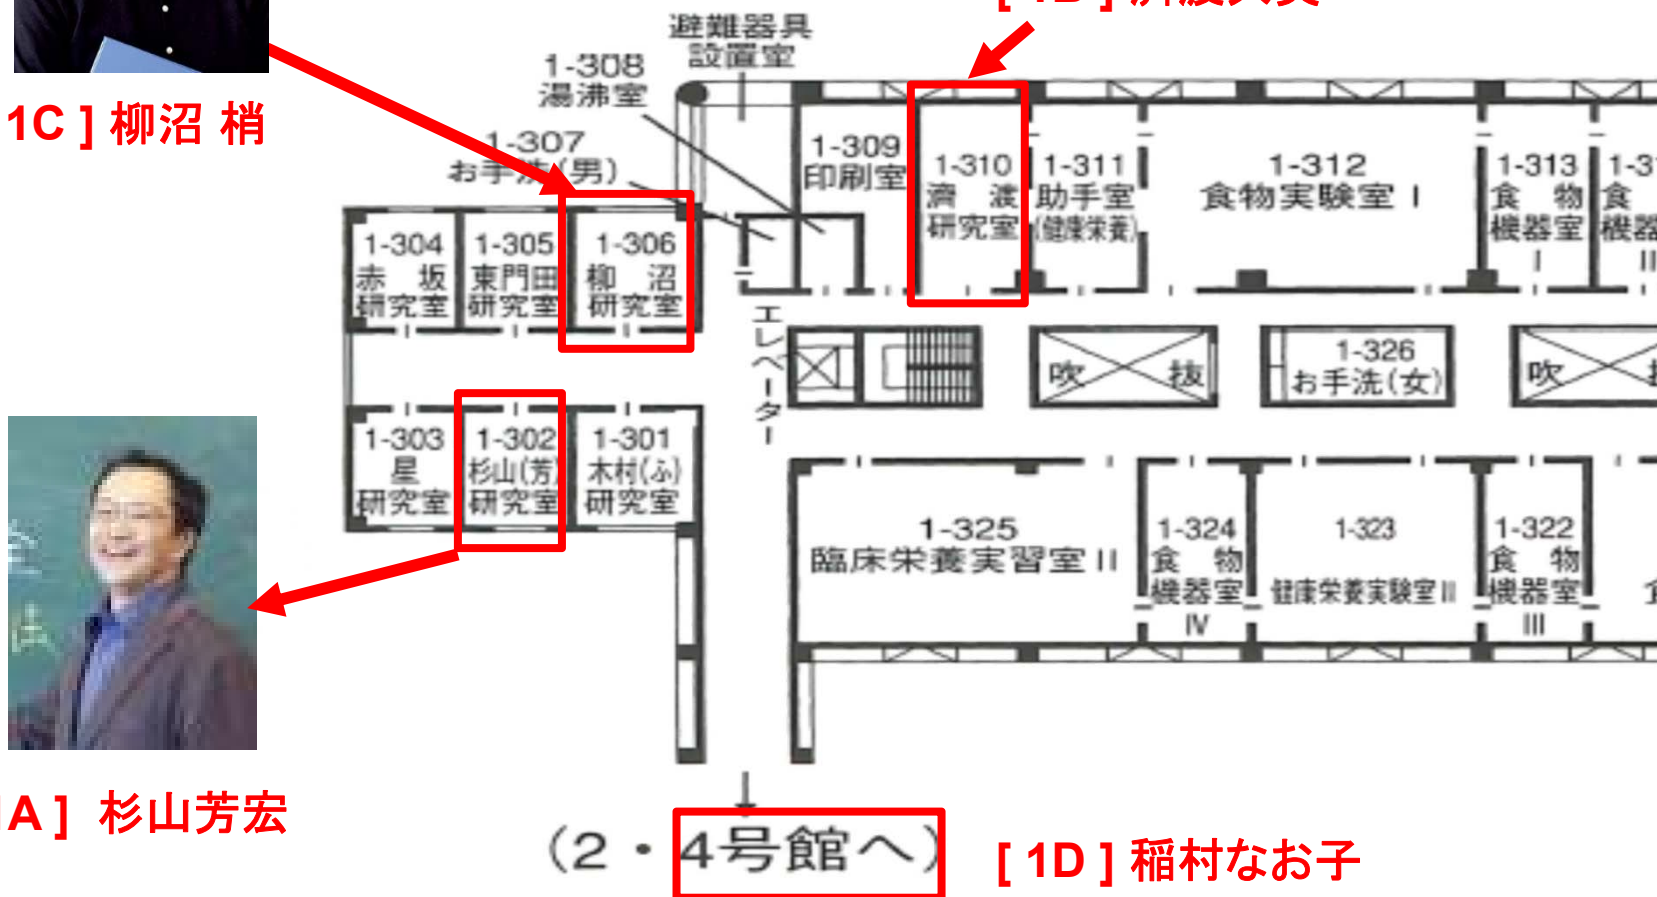 避難器具
設置室
1-308
湯沸室
1C ] 柳沼 梢
1-307
お手洗(男)
1-309
印刷室
1-310
濟渡
研究室
1-311
助手室
(健康栄養)
1-312
食物実験室 I
1-313
食物
機器室
I
1-304
赤坂
研究室
1-305
東門田
研究室
1-306
柳沼
研究室
エレベーター
吹抜
1-326
お手洗(女)
吹
1-303
星
研究室
1-302
杉山(芳)
研究室
1-301
木村(ふ)
研究室
1-325
臨床栄養実習室 II
1-324
食物
機器室
IV
1-323
健康栄養実験室 II
1-322
食物
機器室
III
A ] 杉山芳宏
(2・4号館へ)
[ 1D ] 稲村なお子